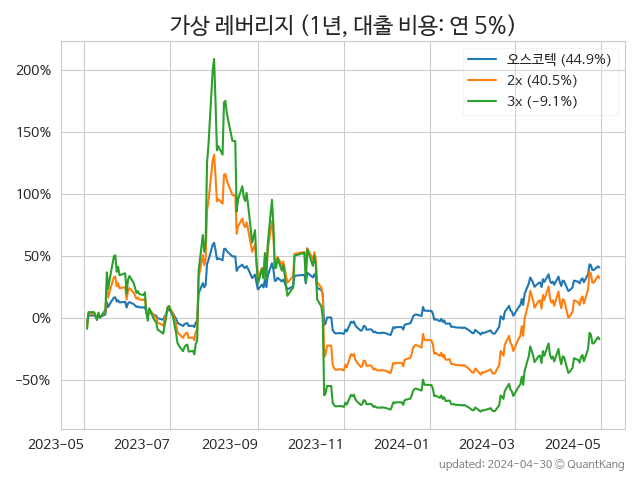 가상 레버리지 (1년, 대출 비용: 연 5%)
오스코텍 (44.9%)
2x (40.5%)
3x (-9.1%)
200%
150%
100%
50%
0%
-50%
2023-05 2023-07 2023-09 2023-11 2024-01 2024-03 2024-05
updated: 2024-04-30 © QuantKang